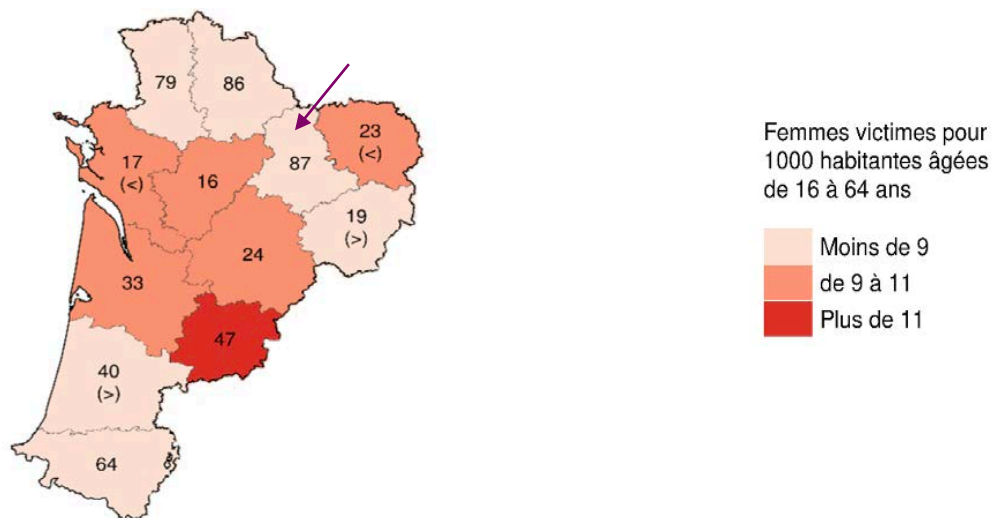 79
86
23
(<)
87
17
(<)
16
19
(>)
24
33
47
40
(>)
64
Femmes victimes pour
1000 habitantes âgées
de 16 à 64 ans
Moins de 9
de 9 à 11
Plus de 11